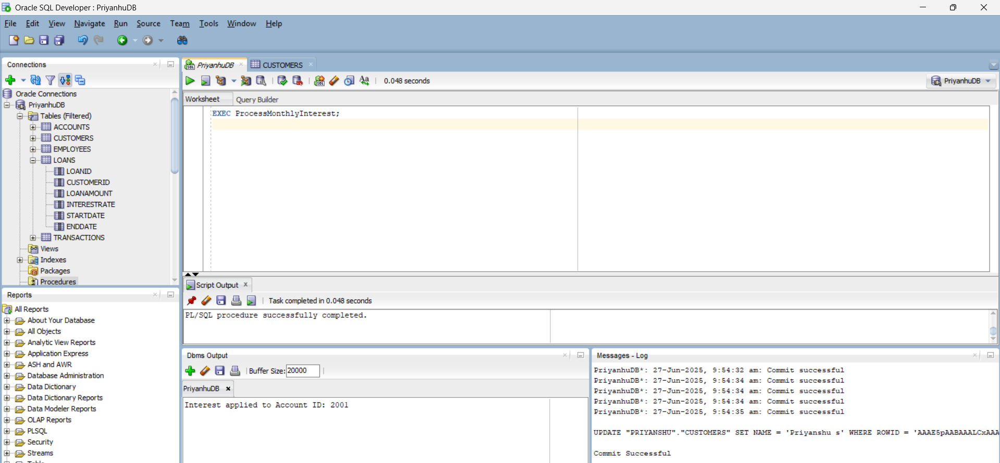 Oracle SQL Developer : PriyanhuDB
File Edit View Navigate Run Source Team Tools Window Help
Connections
Oracle Connections
PriyanhuDB
Tables (Filtered)
ACCOUNTS
CUSTOMERS
EMPLOYEES
LOANS
LOANID
CUSTOMERID
LOANAMOUNT
INTERESTRATE
STARTDATE
ENDDATE
TRANSACTIONS
Views
Indexes
Packages
Procedures
Reports
All Reports
About Your Database
All Objects
Analytic View Reports
Application Express
ASH and AWR
Database Administration
Data Dictionary
Data Dictionary Reports
Data Modeler Reports
OLAP Reports
PLSQL
Security
Streams
PriyanhuDB CUSTOMERS
SQL SQL Aa 0.048 seconds PriyanhuDB
Worksheet Query Builder
EXEC ProcessMonthlyInterest;
Script Output
Task completed in 0.048 seconds
PL/SQL procedure successfully completed.
Dbms Output
Buffer Size: 20000
PriyanhuDB
Interest applied to Account ID: 2001
Messages - Log
PriyanhuDB*: 27-Jun-2025, 9:54:32 am: Commit successful
PriyanhuDB*: 27-Jun-2025, 9:54:34 am: Commit successful
PriyanhuDB*: 27-Jun-2025, 9:54:34 am: Commit successful
PriyanhuDB*: 27-Jun-2025, 9:54:34 am: Commit successful
PriyanhuDB*: 27-Jun-2025, 9:54:35 am: Commit successful
UPDATE "PRIYANSHU"."CUSTOMERS" SET NAME = 'Priyanshu s' WHERE ROWID = 'AAAE5pAABAAALCxAAA
Commit Successful